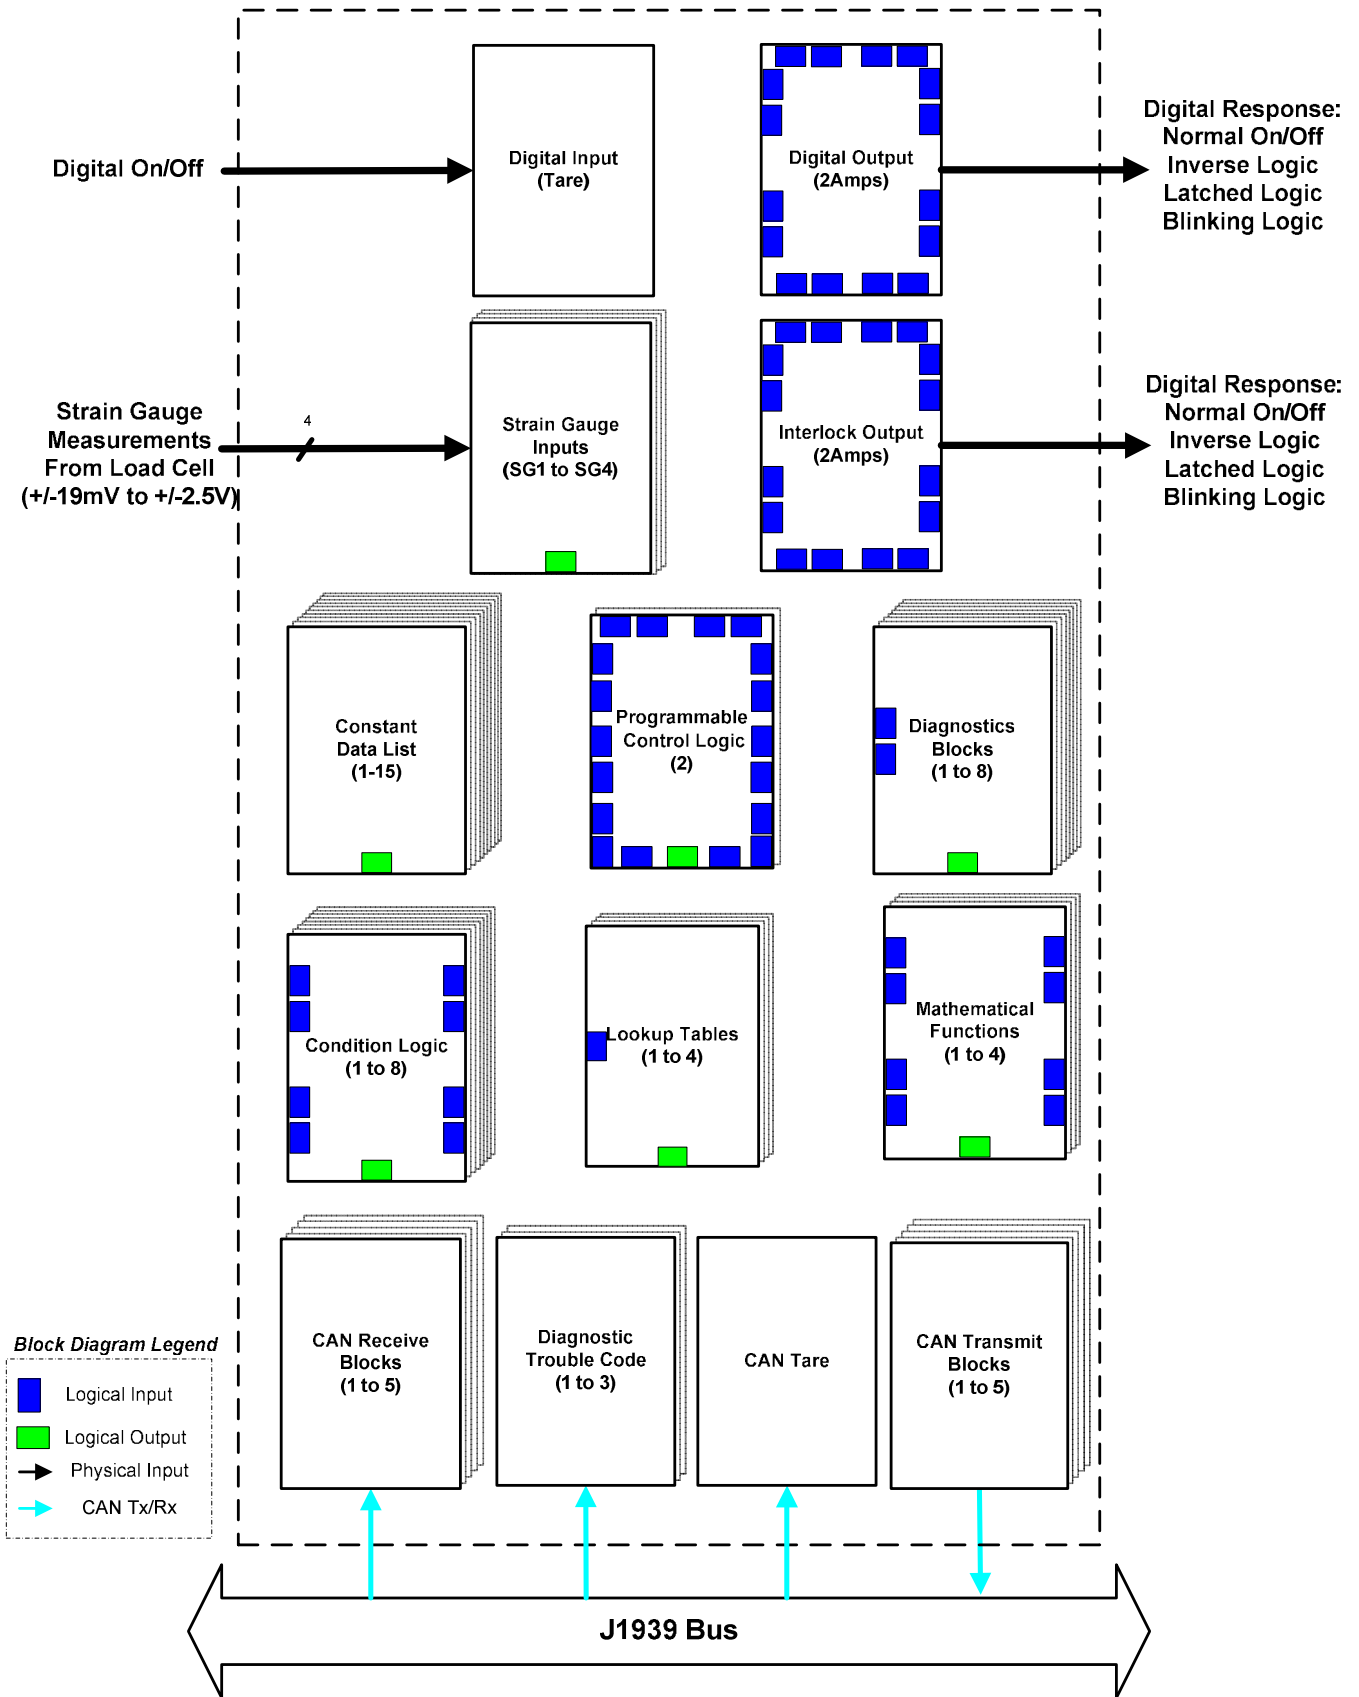 Digital On/Off
Digital Input
(Tare)
Digital Output
(2Amps)
Digital Response:
Normal On/Off
Inverse Logic
Latched Logic
Blinking Logic
Strain Gauge
Measurements
From Load Cell
(+/-19mV to +/-2.5V)
4
Strain Gauge
Inputs
(SG1 to SG4)
Interlock Output
(2Amps)
Digital Response:
Normal On/Off
Inverse Logic
Latched Logic
Blinking Logic
Constant
Data List
(1-15)
Programmable
Control Logic
(2)
Diagnostics
Blocks
(1 to 8)
Condition Logic
(1 to 8)
Lookup Tables
(1 to 4)
Mathematical
Functions
(1 to 4)
CAN Receive
Blocks
(1 to 5)
Diagnostic
Trouble Code
(1 to 3)
CAN Tare
CAN Transmit
Blocks
(1 to 5)
Block Diagram Legend
Logical Input
Logical Output
Physical Input
CAN Tx/Rx
J1939 Bus